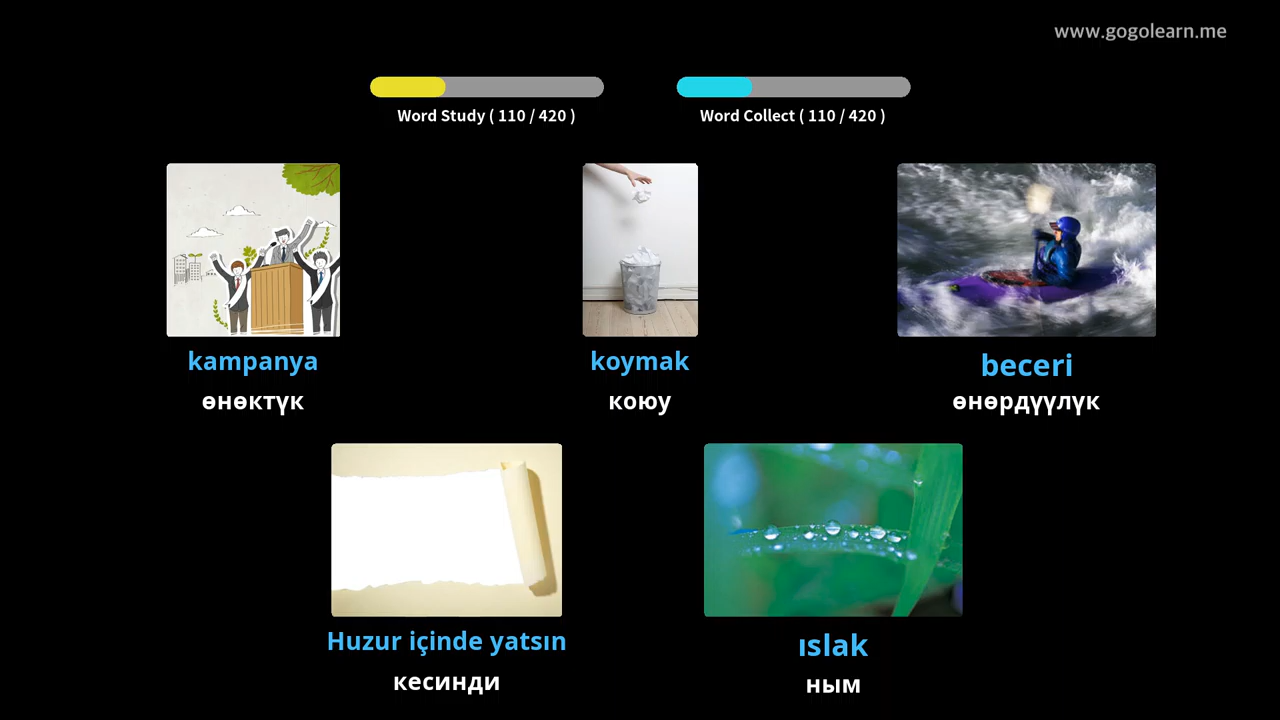 www.gogolearn.me
Word Study ( 110 / 420 )
Word Collect ( 110 / 420 )
kampanya
өнөктүк
koymak
коюу
beceri
өнөрдүүлүк
Huzur içinde yatsın
кесинди
ıslak
ным